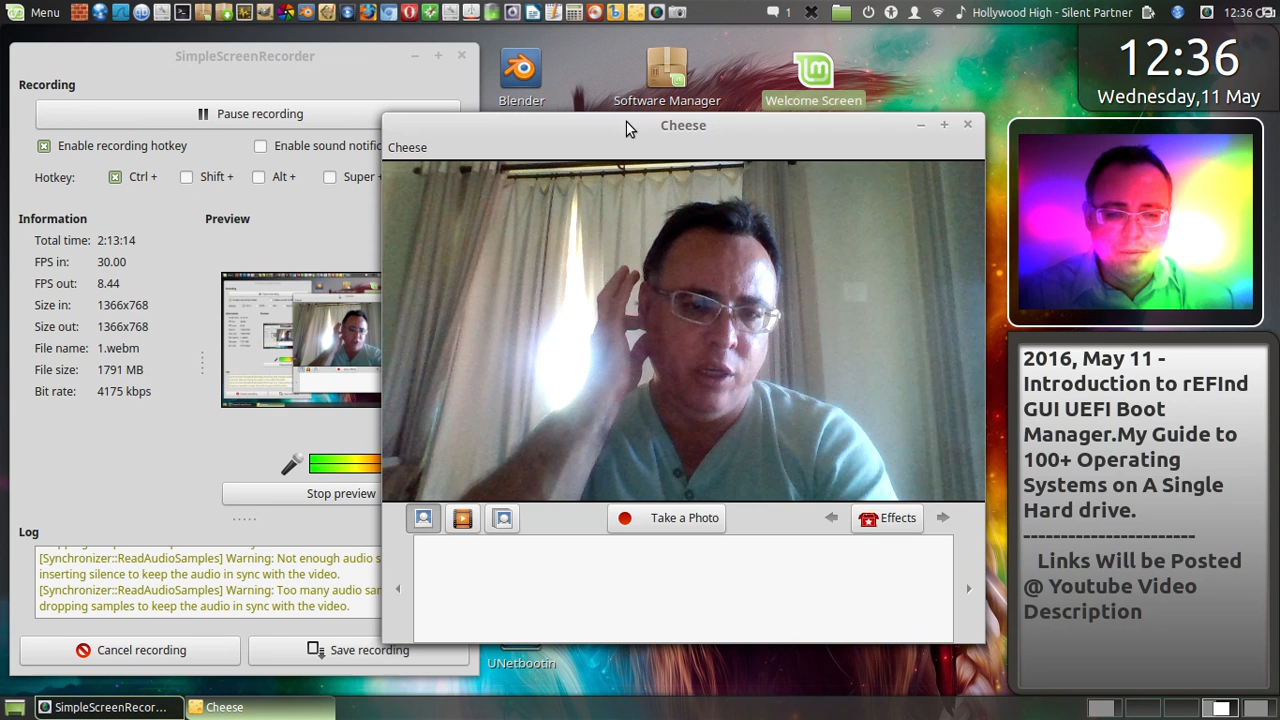 Menu
1
Hollywood High - Silent Partner
12:36
SimpleScreenRecorder
Recording
Pause recording
Enable recording hotkey
Enable sound notific
Hotkey:
Ctrl +
Shift +
Alt +
Super +
Information
Preview
Total time: 2:13:14
FPS in: 30.00
FPS out: 8.44
Size in: 1366x768
Size out: 1366x768
File name: 1.webm
File size: 1791 MB
Bit rate: 4175 kbps
Stop preview
Log
[Synchronizer::ReadAudioSamples] Warning: Not enough audio s
inserting silence to keep the audio in sync with the video.
[Synchronizer::ReadAudioSamples] Warning: Too many audio sam
dropping samples to keep the audio in sync with the video.
Cancel recording
Save recording
Blender
Software Manager
Welcome Screen
Cheese
Cheese
Take a Photo
Effects
UNetbootin
12:36
Wednesday,11 May
2016, May 11 -
Introduction to rEFInd
GUI UEFI Boot
Manager.My Guide to
100+ Operating
Systems on A Single
Hard drive.
-----------------------
Links Will be Posted
@ Youtube Video
Description
SimpleScreenRecor...
Cheese